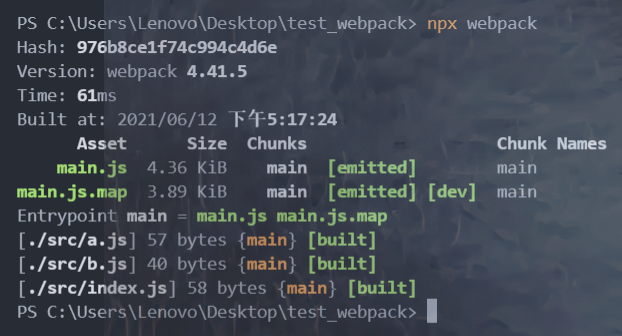 PS C:\Users\Lenovo\Desktop\test_webpack> npx webpack
Hash: 976b8ce1f74c994c4d6e
Version: webpack 4.41.5
Time: 61ms
Built at: 2021/06/12 下午5:17:24
Asset Size Chunks Chunk Names
main.js 4.36 KiB main [emitted] main
main.js.map 3.89 KiB main [emitted] [dev] main
Entrypoint main = main.js main.js.map
[./src/a.js] 57 bytes {main} [built]
[./src/b.js] 40 bytes {main} [built]
[./src/index.js] 58 bytes {main} [built]
PS C:\Users\Lenovo\Desktop\test_webpack>